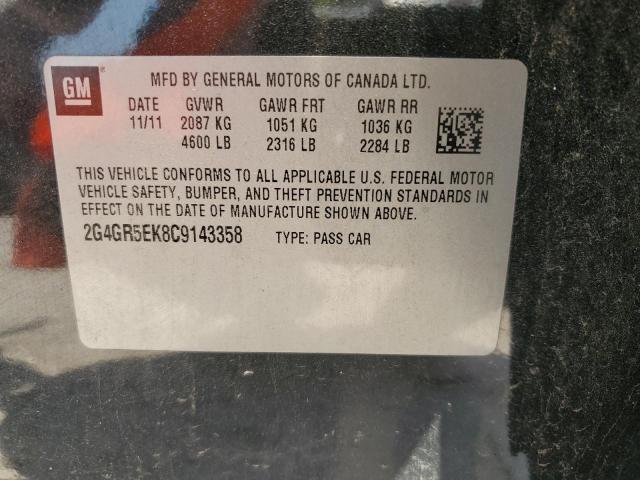 GM
MFD BY GENERAL MOTORS OF CANADA LTD.
DATE GVWR GAWR FRT GAWR RR
11/11 2087 KG 1051 KG 1036 KG
4600 LB 2316 LB 2284 LB
THIS VEHICLE CONFORMS TO ALL APPLICABLE U.S. FEDERAL MOTOR
VEHICLE SAFETY, BUMPER, AND THEFT PREVENTION STANDARDS IN
EFFECT ON THE DATE OF MANUFACTURE SHOWN ABOVE.
2G4GR5EK8C9143358 TYPE: PASS CAR